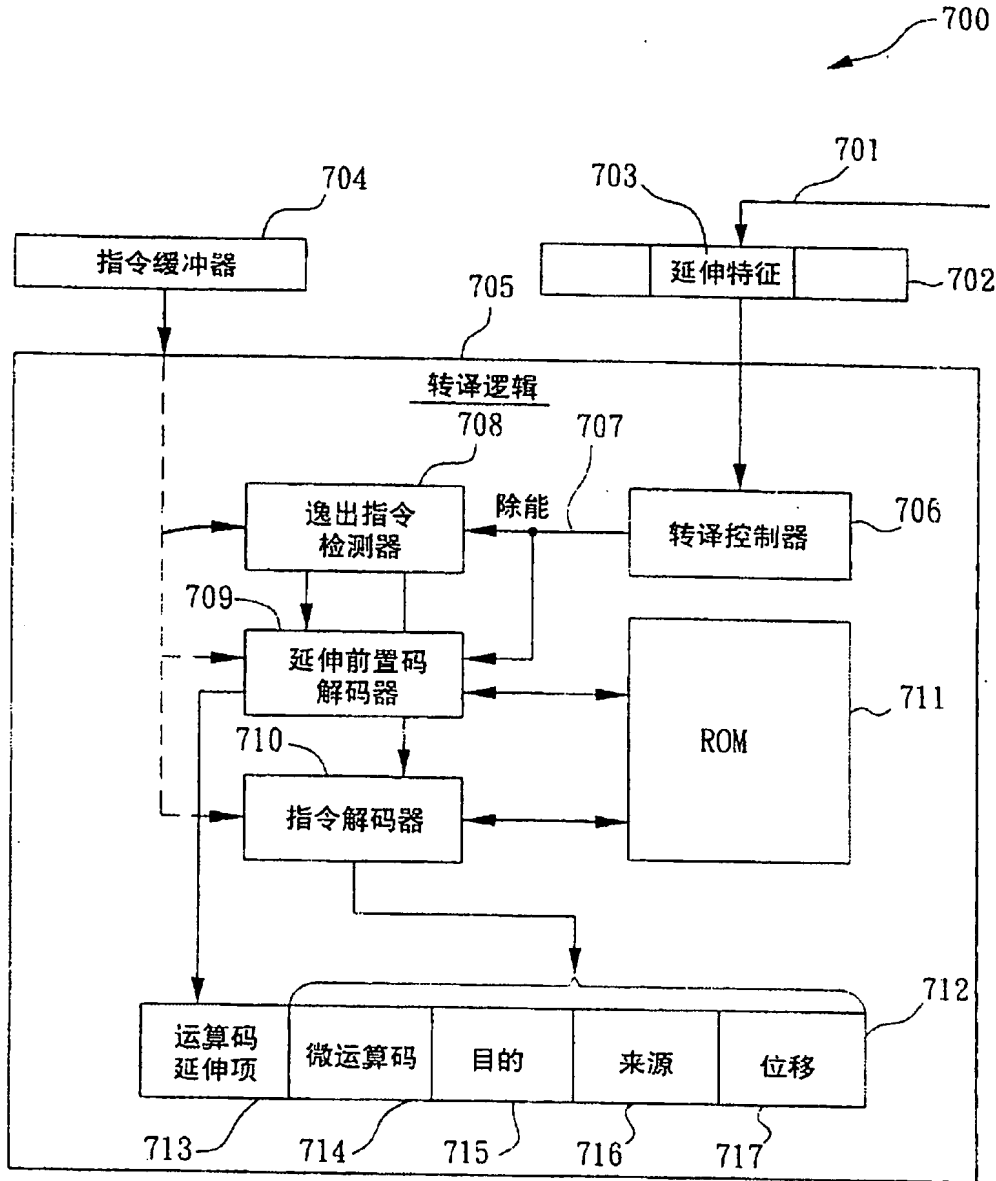 700
701
704
703
指令缓冲器
延伸特征
702
705
转译逻辑
708
707
除能
逸出指令
检测器
转译控制器
706
709
延伸前置码
解码器
711
ROM
710
指令解码器
712
运算码
延伸项
微运算码
目的
来源
位移
713
714
715
716
717